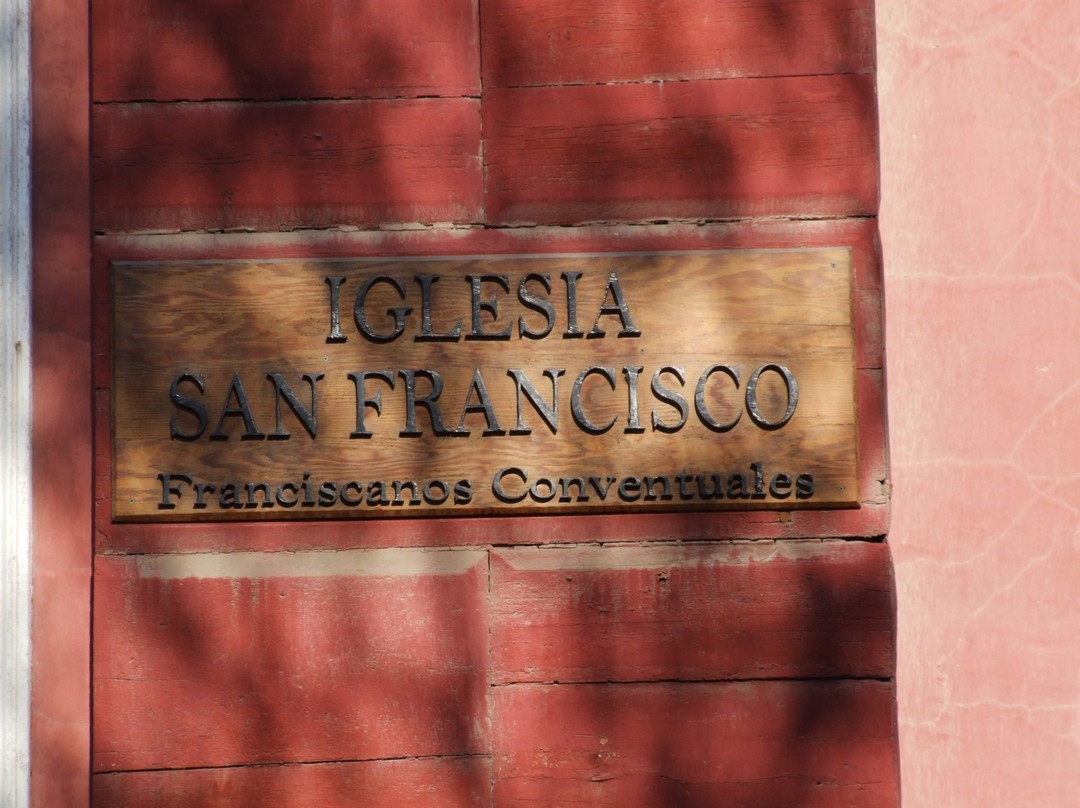 IGLESIA
SAN FRANCISCO
Franciscanos Conventuales